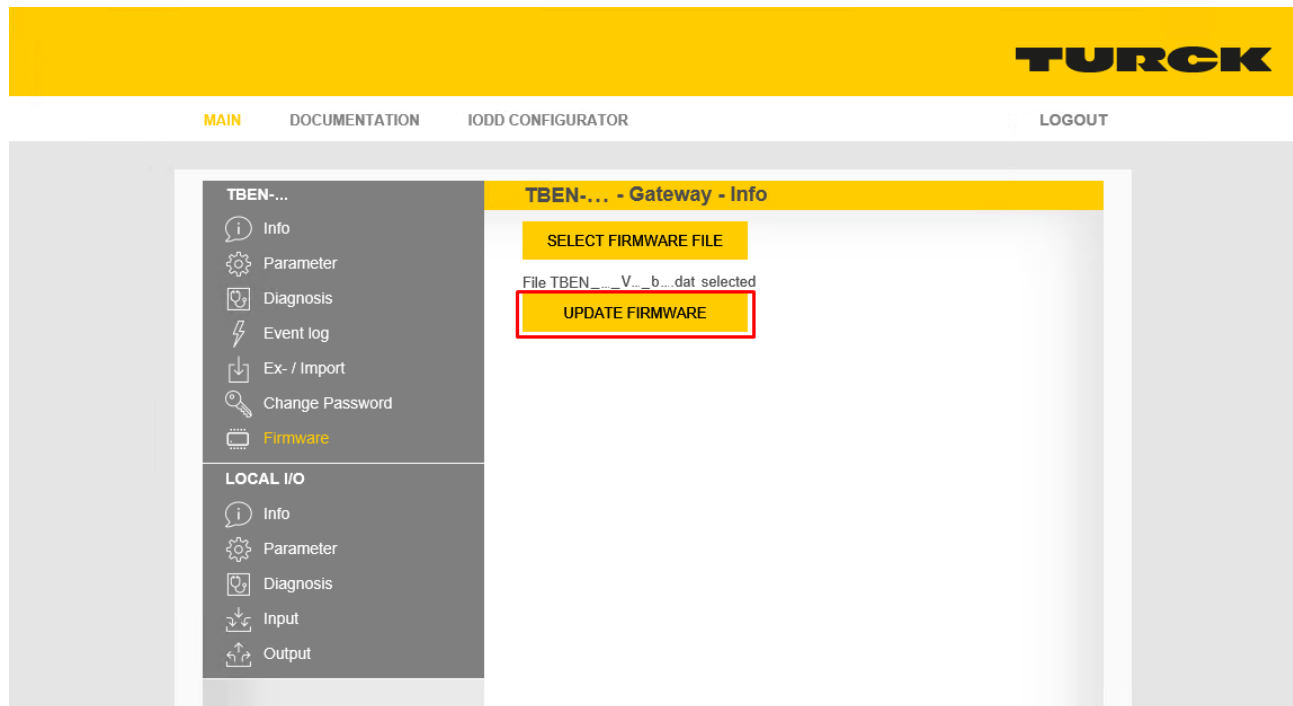 TURCK
MAIN DOCUMENTATION IODD CONFIGURATOR LOGOUT
TBEN-...
Info
Parameter
Diagnosis
Event log
Ex- / Import
Change Password
Firmware
LOCAL I/O
Info
Parameter
Diagnosis
Input
Output
TBEN-... - Gateway - Info
SELECT FIRMWARE FILE
File TBEN_..._V..._b....dat selected
UPDATE FIRMWARE